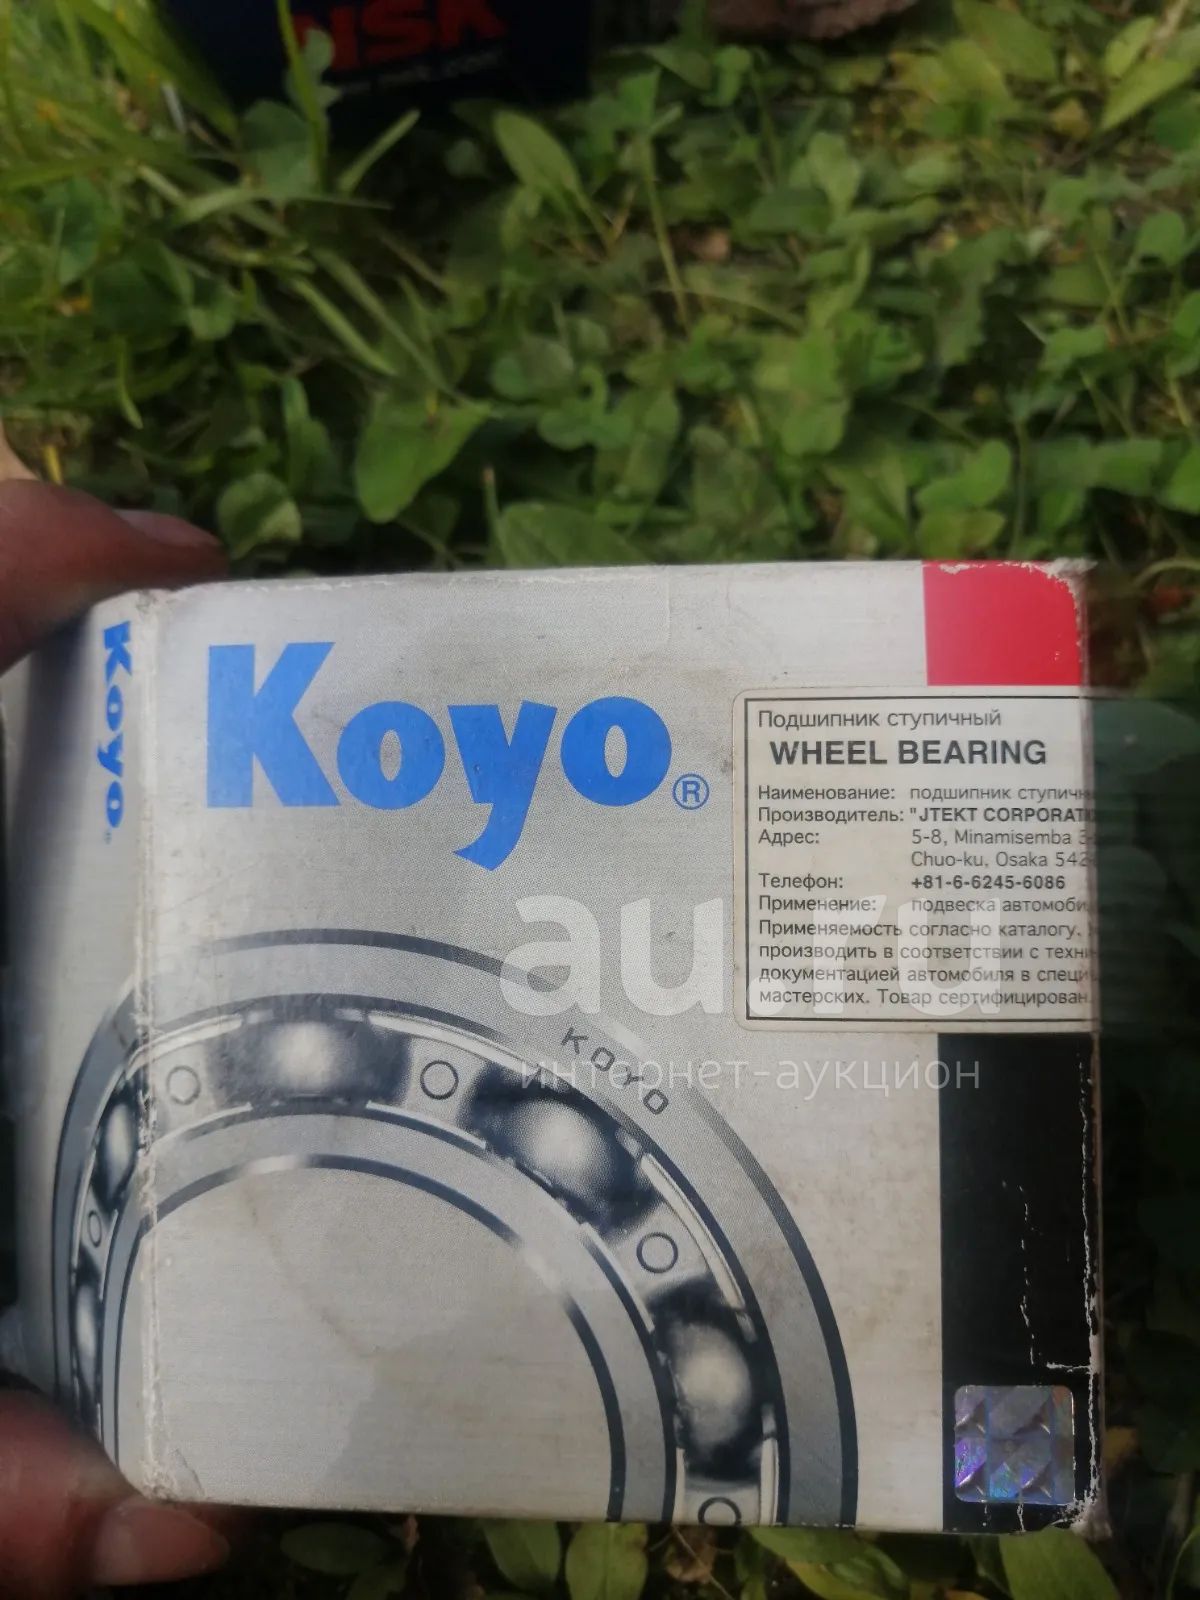 NSK
Koyo
Koyo®
Подшипник ступичный
WHEEL BEARING
Наименование: подшипник
Производитель: "JTEKT
Адрес: 5-8, Minamisemba
Chuo-ku, Osaka
Телефон: +81-6-6245-6086
Применение: подвеска
Применяемость согласно каталогу.
производить в соответствии с
документацией автомобиля в
мастерских. Товар сертифицирован.
au.ru
интернет-аукцион
KOYO